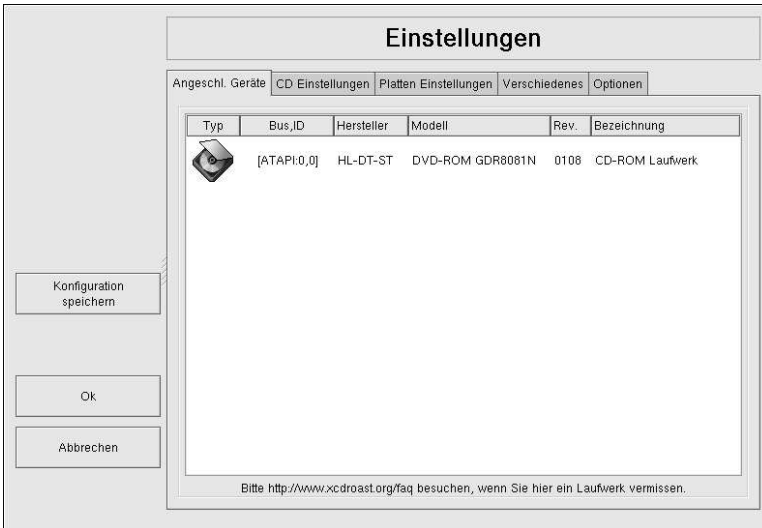 Einstellungen
Angeschl. Geräte CD Einstellungen Platten Einstellungen Verschiedenes Optionen
Typ Bus,ID Hersteller Modell Rev. Bezeichnung
[ATAPI:0,0] HL-DT-ST DVD-ROM GDR8081N 0108 CD-ROM Laufwerk
Konfiguration
speichern
Ok
Abbrechen
Bitte http://www.xcdroast.org/faq besuchen, wenn Sie hier ein Laufwerk vermissen.